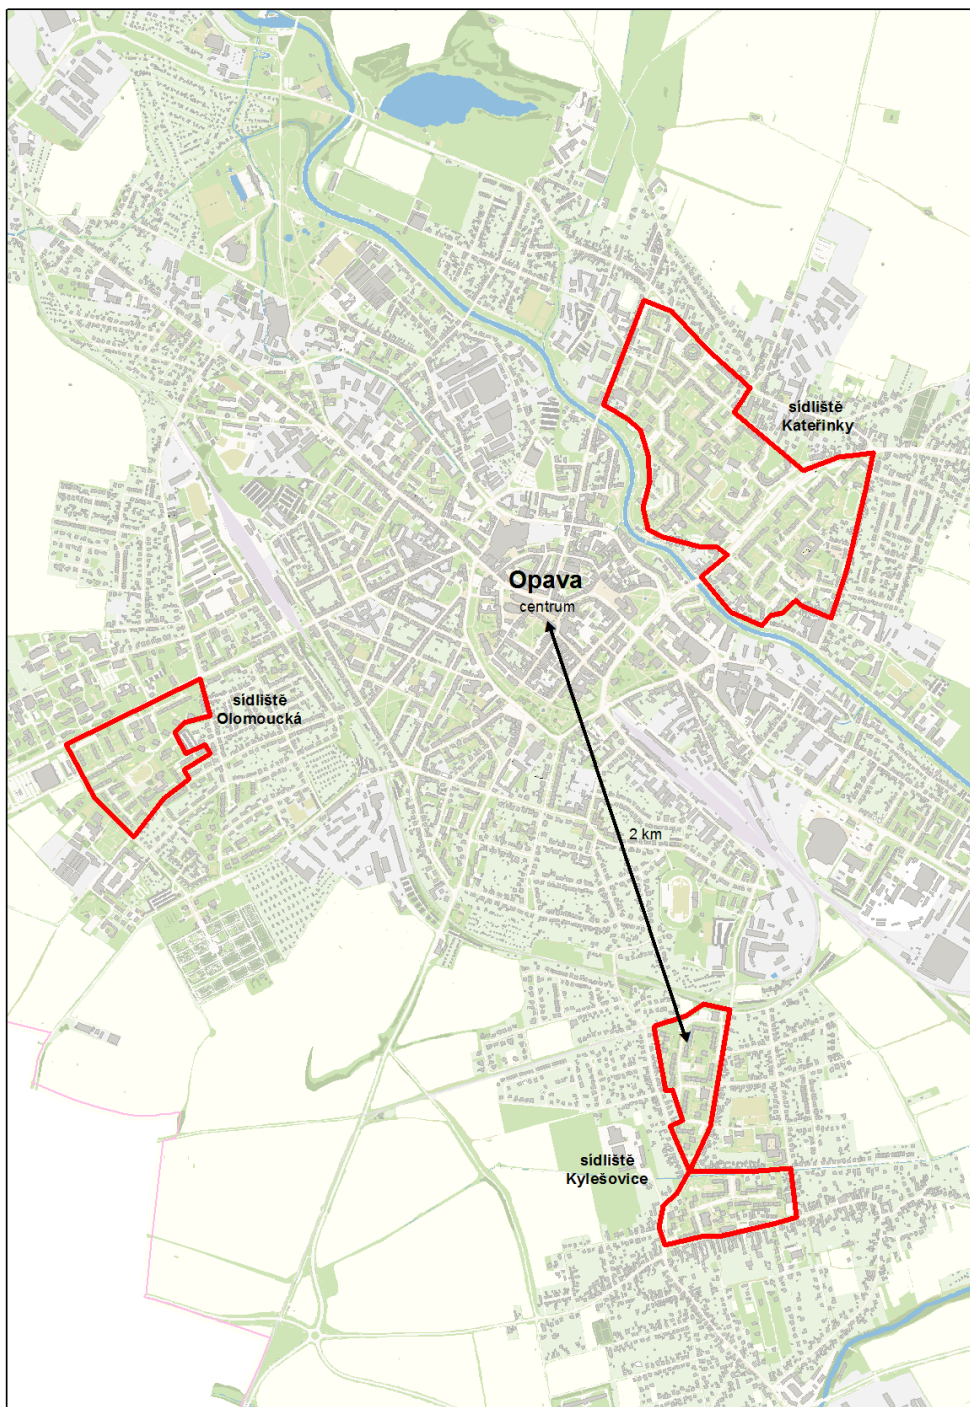 sídliště
Kateřinky
Opava
centrum
sídliště
Olomoucká
2 km
sídliště
Kylešovice